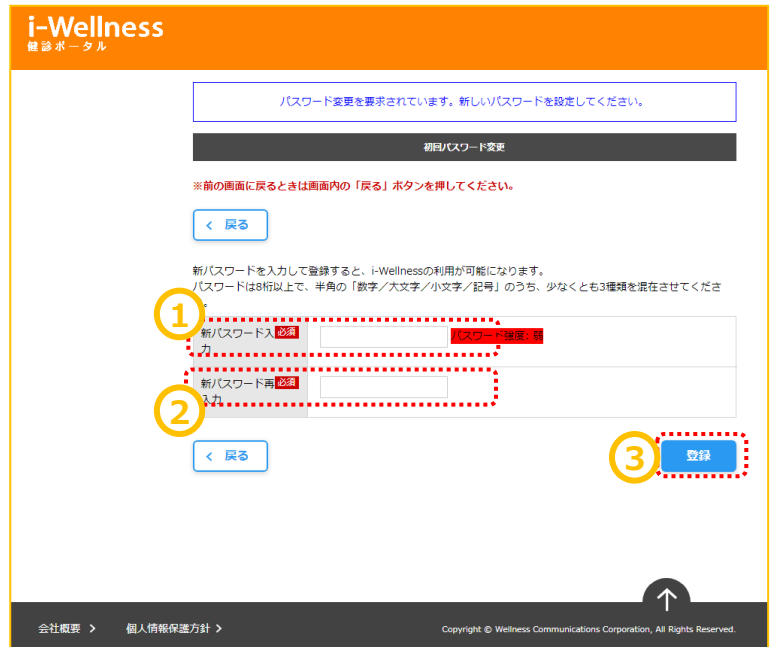 i-Wellness
健診ポータル
パスワード変更を要求されています。新しいパスワードを設定してください。
初回パスワード変更
※前の画面に戻るときは画面内の「戻る」ボタンを押してください。
< 戻る
新パスワードを入力して登録すると、i-Wellnessの利用が可能になります。
パスワードは8桁以上で、半角の「数字／大文字／小文字／記号」のうち、少なくとも3種類を混在させてくださ
。
1
新パスワード入 必須 パスワード強度: 弱
力
新パスワード再 必須
入力
2
< 戻る
3 登録
会社概要 > 個人情報保護方針 > Copyright © Wellness Communications Corporation, All Rights Reserved.